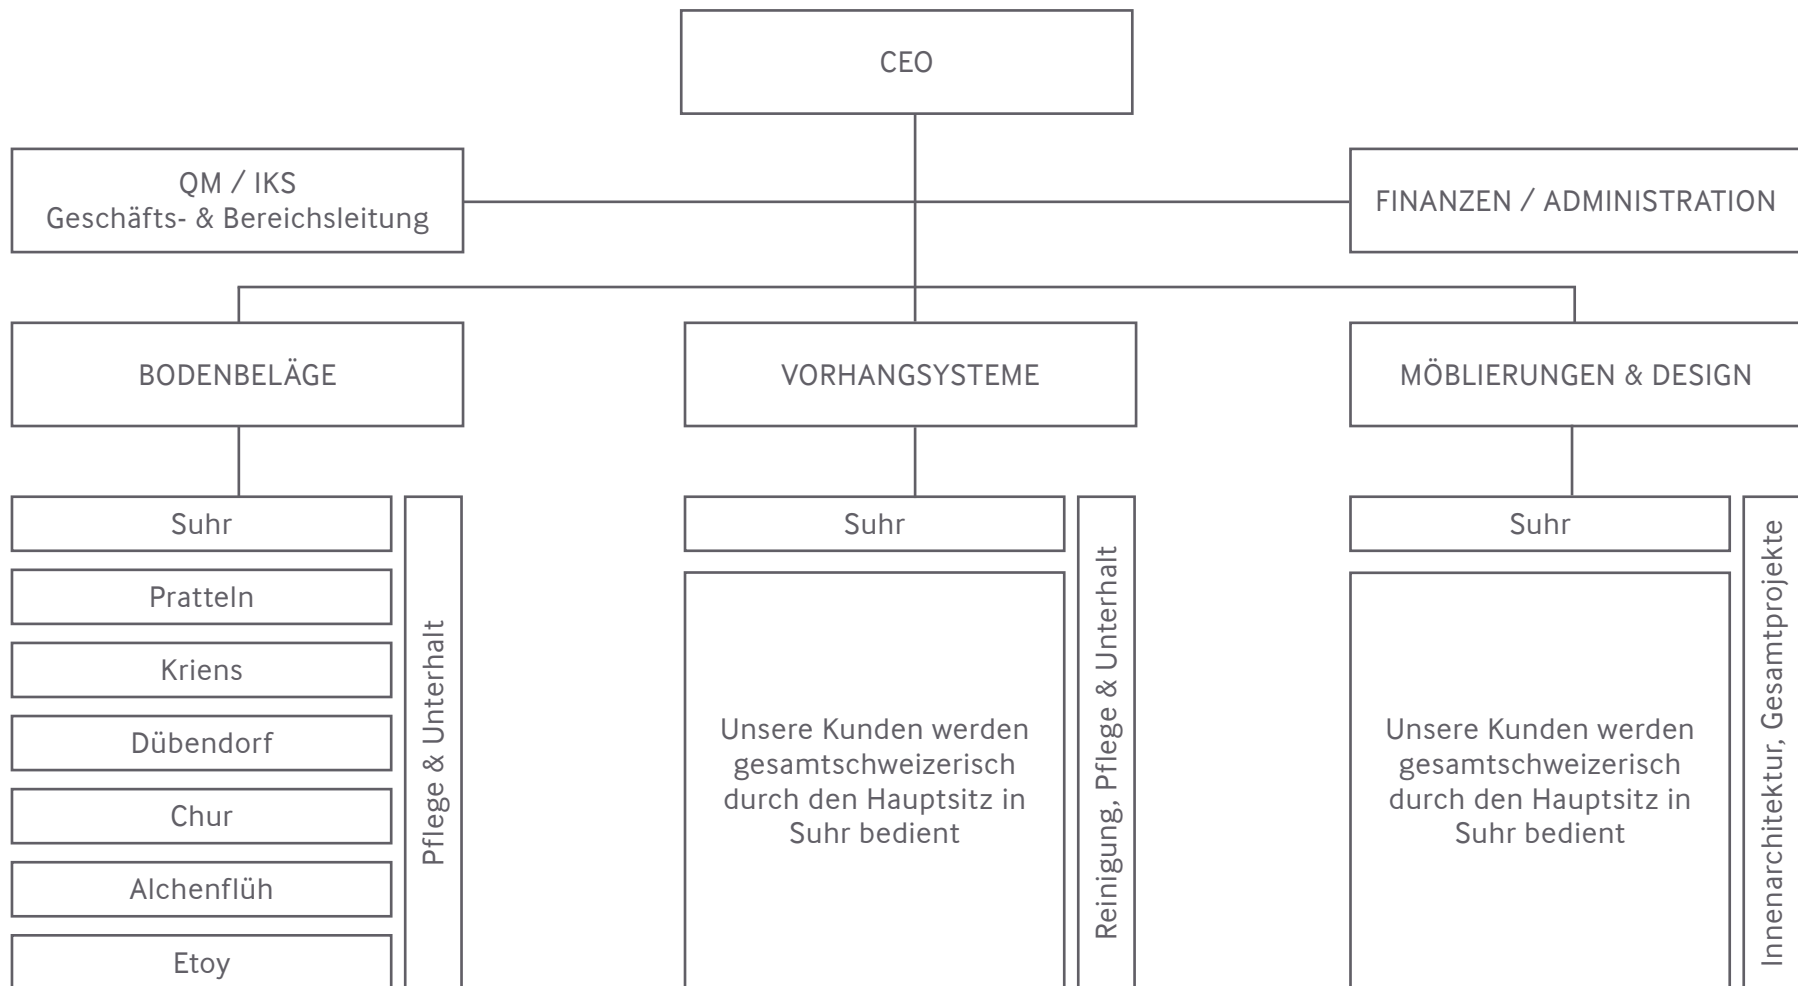 CEO
QM / IKS
Geschäfts- & Bereichsleitung
FINANZEN / ADMINISTRATION
BODENBELÄGE
VORHANGSYSTEME
MÖBLIERUNGEN & DESIGN
Suhr
Pratteln
Kriens
Dübendorf
Chur
Alchenflüh
Etoy
Pflege & Unterhalt
Suhr
Unsere Kunden werden
gesamtschweizerisch
durch den Hauptsitz in
Suhr bedient
Reinigung, Pflege & Unterhalt
Suhr
Unsere Kunden werden
gesamtschweizerisch
durch den Hauptsitz in
Suhr bedient
Innenarchitektur, Gesamtprojekte